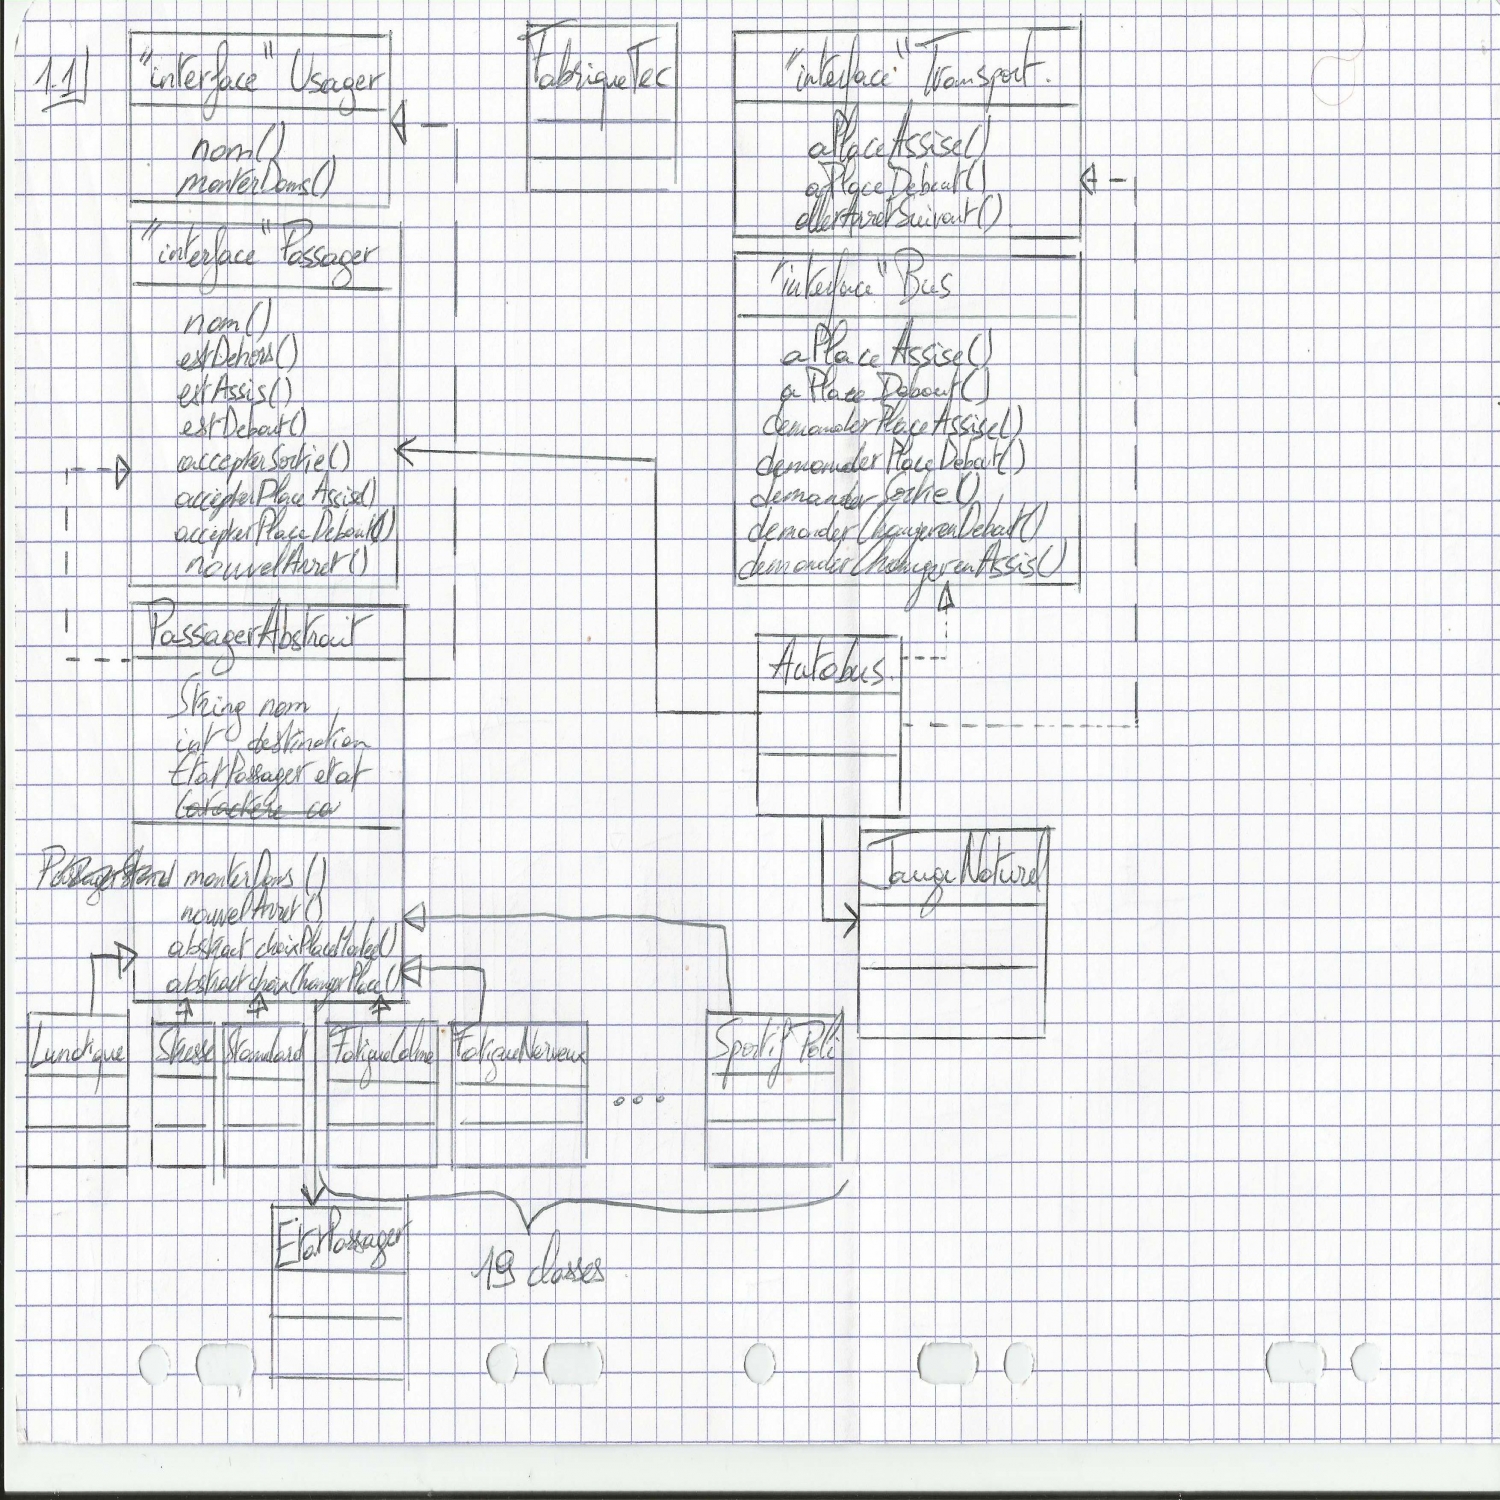 1.1
"interface" Usager
nom()
monterDans()
"interface" Passager
nom()
estDehors()
estAssis()
estDebout()
accepterSortie()
accepterPlaceAssise()
accepterPlaceDebout()
nouvelArret()
PassagerAbstrait
String nom
int destination
EtatPassager etat
Caractère ca
monterDans()
nouvelArret()
abstract choixPlaceMontee()
abstract choixChangerPlace()
Lunatique
Stresse
Standard
FatigueCalme
FatigueNerveux
...
Sportif Poli
EtatPassager
19 classes
FabriqueTec
"interface" Transport.
aPlaceAssise()
aPlaceDebout()
allerArretSuivant()
"interface" Bus
aPlaceAssise()
aPlaceDebout()
demanderPlaceAssise()
demanderPlaceDebout()
demanderSortie()
demanderChangerenDebout()
demanderChangerenAssis()
Autobus
JaugeNaturel